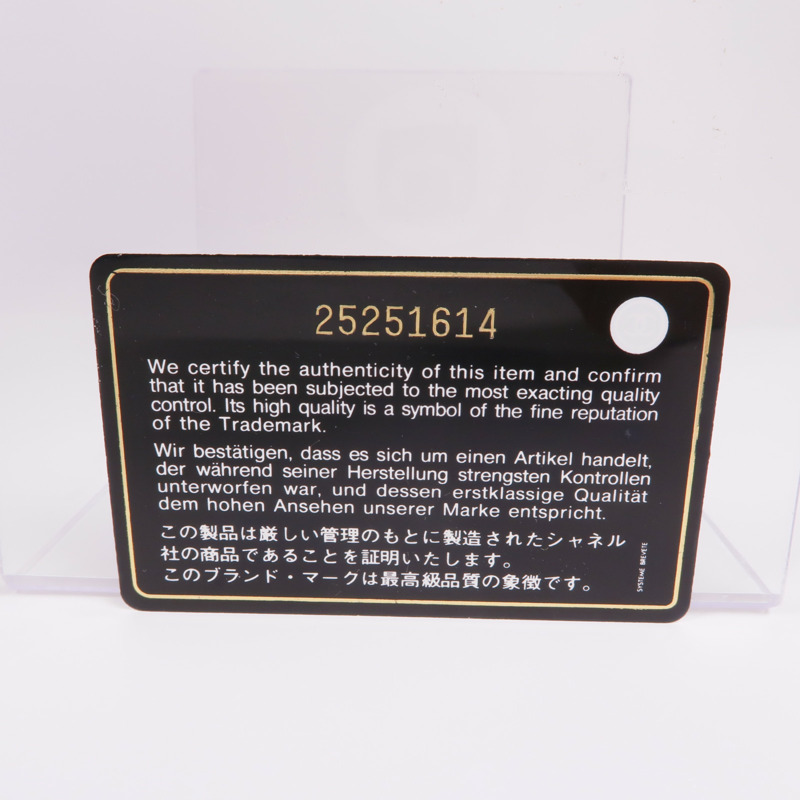 25251614
We certify the authenticity of this item and confirm
that it has been subjected to the most exacting quality
control. Its high quality is a symbol of the fine reputation
of the Trademark.
Wir bestätigen, dass es sich um einen Artikel handelt,
der während seiner Herstellung strengsten Kontrollen
unterworfen war, und dessen erstklassige Qualität
dem hohen Ansehen unserer Marke entspricht.
この製品は厳しい管理のもとに製造されたシャネル
社の商品であることを証明いたします。
このブランド・マークは最高級品質の象徴です。
SYSTEME BREVETE